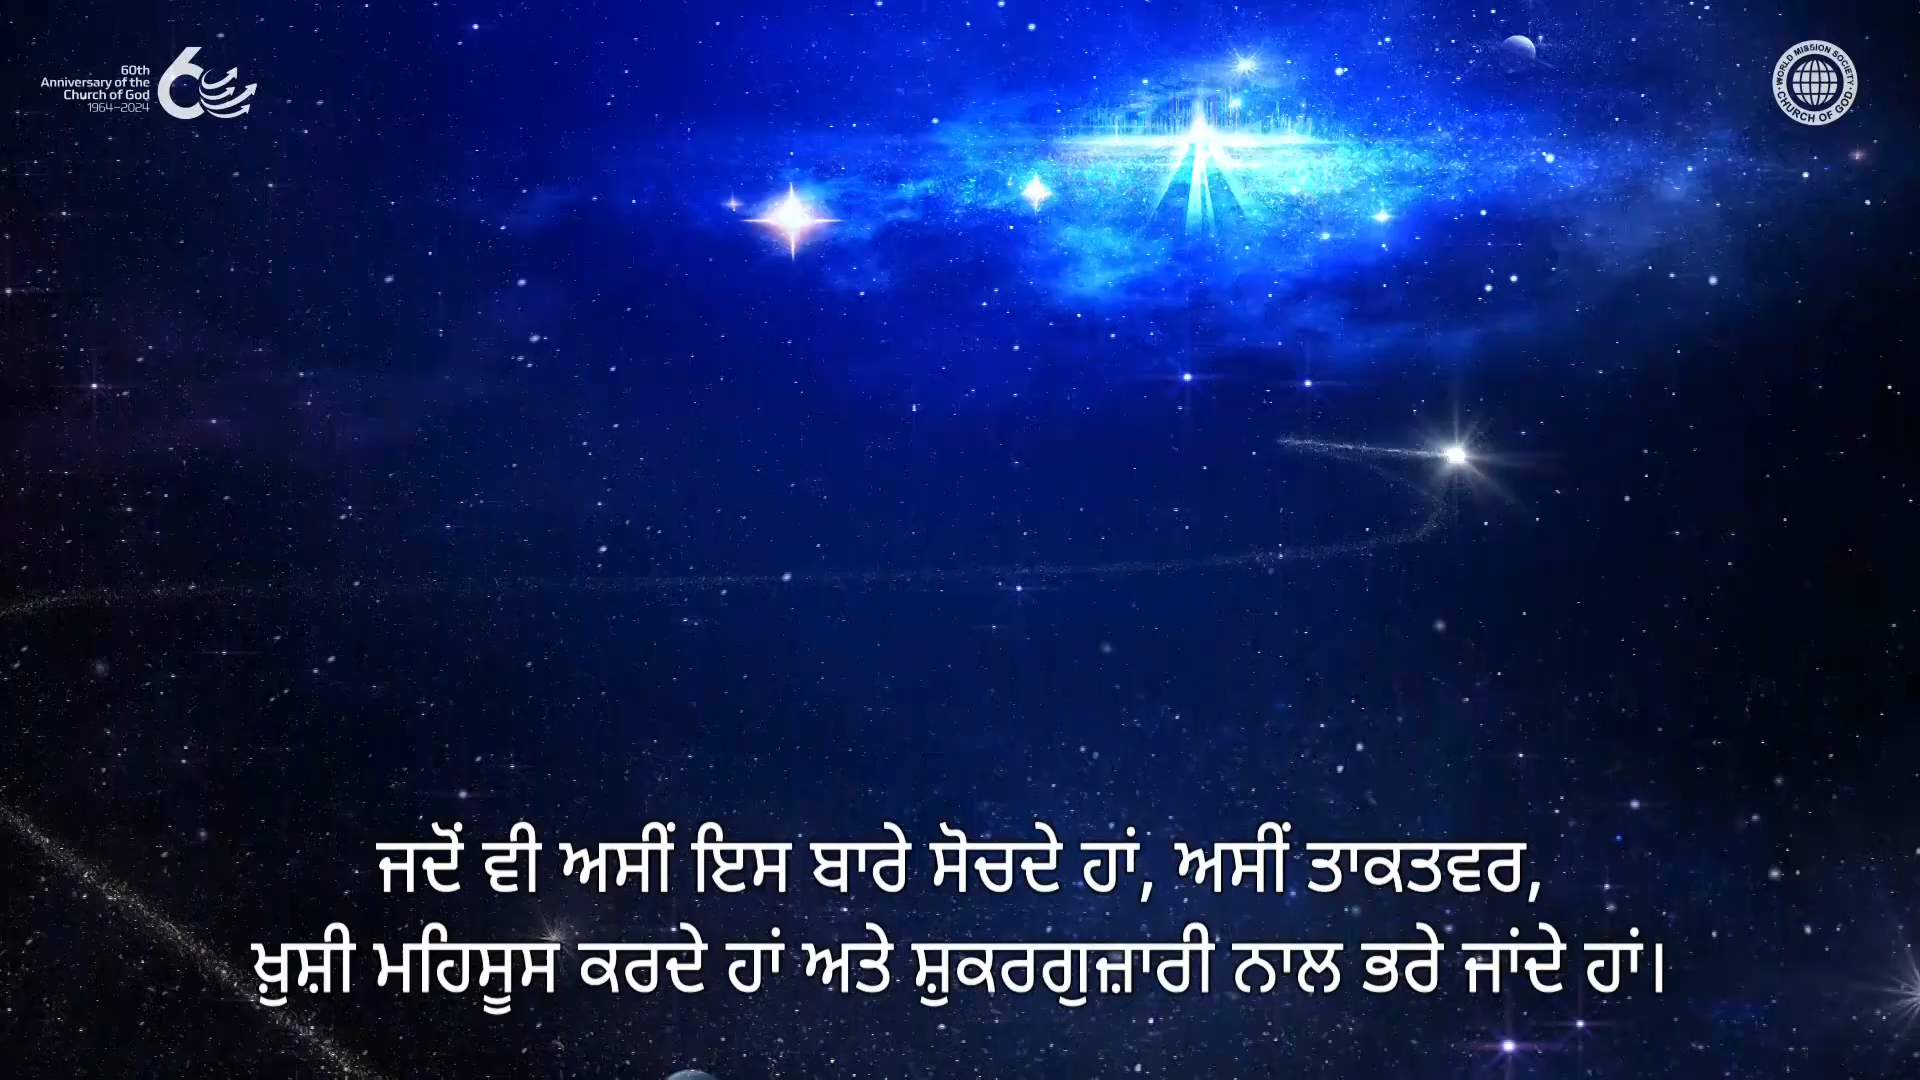 60th
Anniversary of the
Church of God
1964–2024
60
WORLD MISSION SOCIETY
CHURCH OF GOD
ਜਦੋਂ ਵੀ ਅਸੀਂ ਇਸ ਬਾਰੇ ਸੋਚਦੇ ਹਾਂ, ਅਸੀਂ ਤਾਕਤਵਰ,
ਖ਼ੁਸ਼ੀ ਮਹਿਸੂਸ ਕਰਦੇ ਹਾਂ ਅਤੇ ਸ਼ੁਕਰਗੁਜ਼ਾਰੀ ਨਾਲ ਭਰੇ ਜਾਂਦੇ ਹਾਂ।